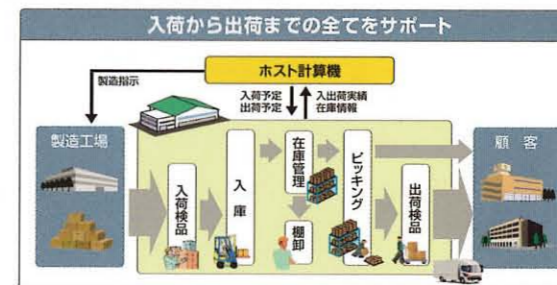 入荷から出荷までの全てをサポート
ホスト計算機
製造指示
入荷予定
出荷予定
入出荷実績
在庫情報
製造工場
入荷検品
入庫
在庫管理
棚卸
ピッキング
出荷検品
顧客